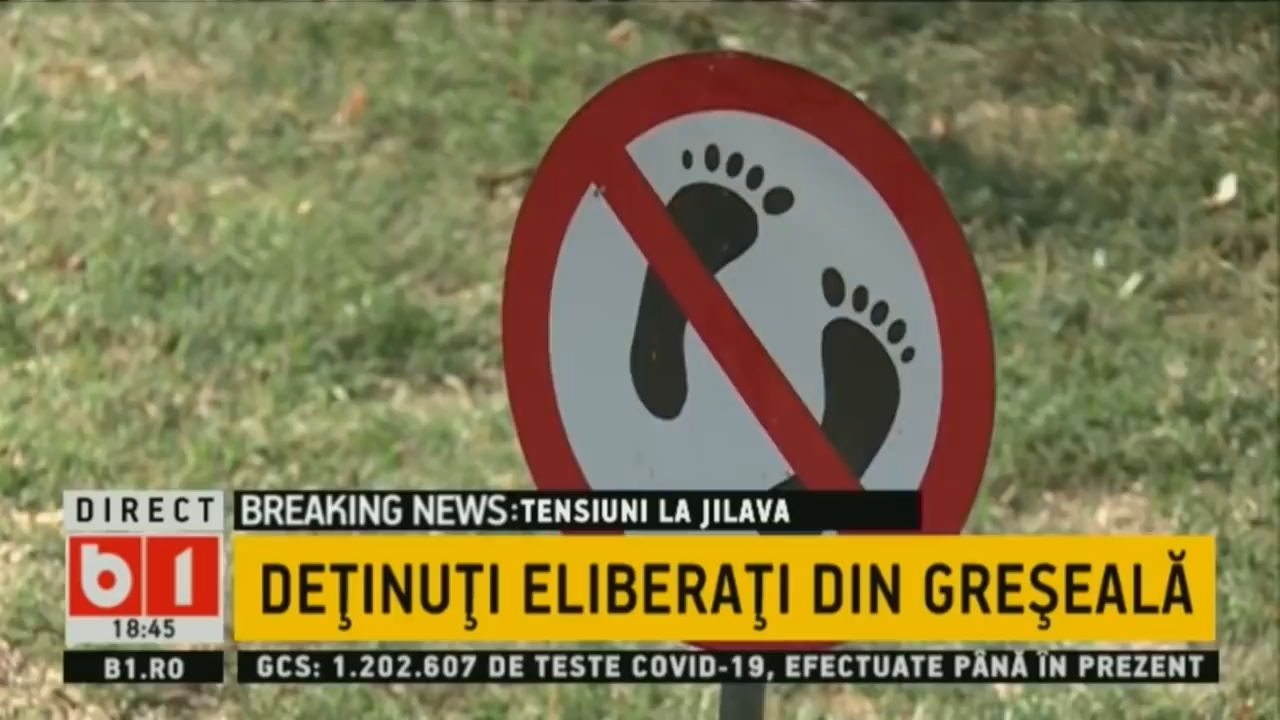 DIRECT
BREAKING NEWS: TENSIUNI LA JILAVA
b1
DEŢINUŢI ELIBERAŢI DIN GREŞEALĂ
18:45
B1.RO
GCS: 1.202.607 DE TESTE COVID-19, EFECTUATE PÂNĂ ÎN PREZENT